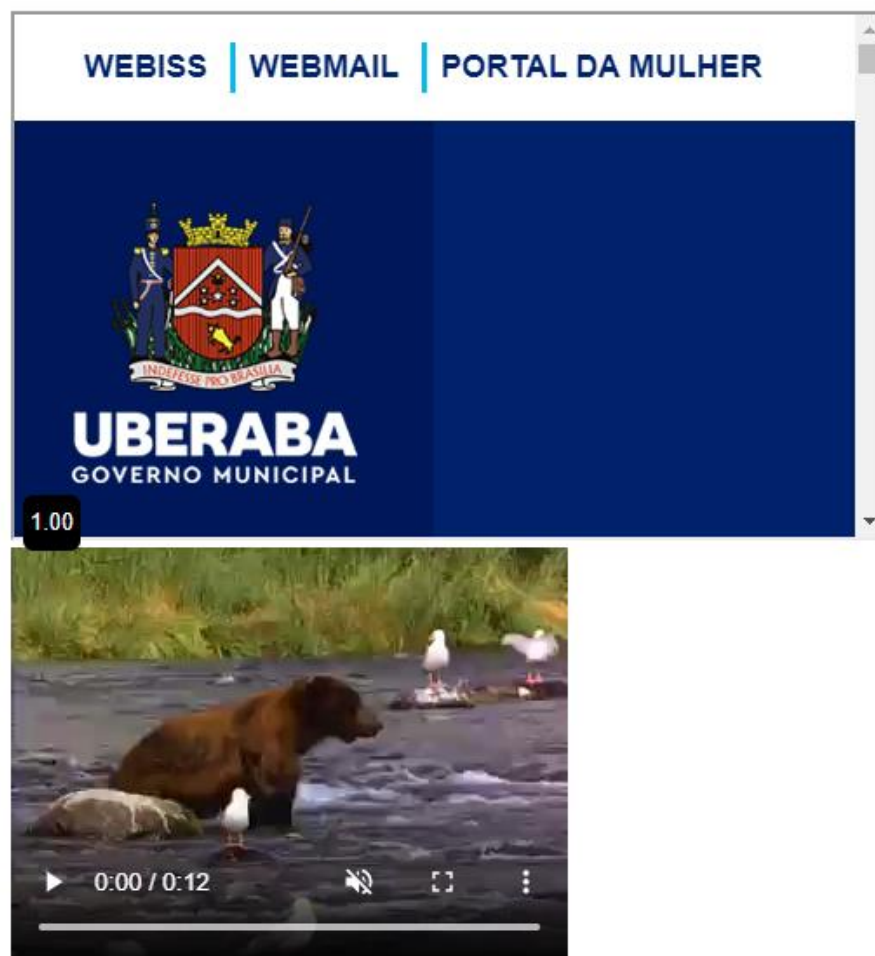 WEBISS WEBMAIL PORTAL DA MULHER
INDEFESSE PRO BRASILIA
UBERABA
GOVERNO MUNICIPAL
1.00
0:00 / 0:12